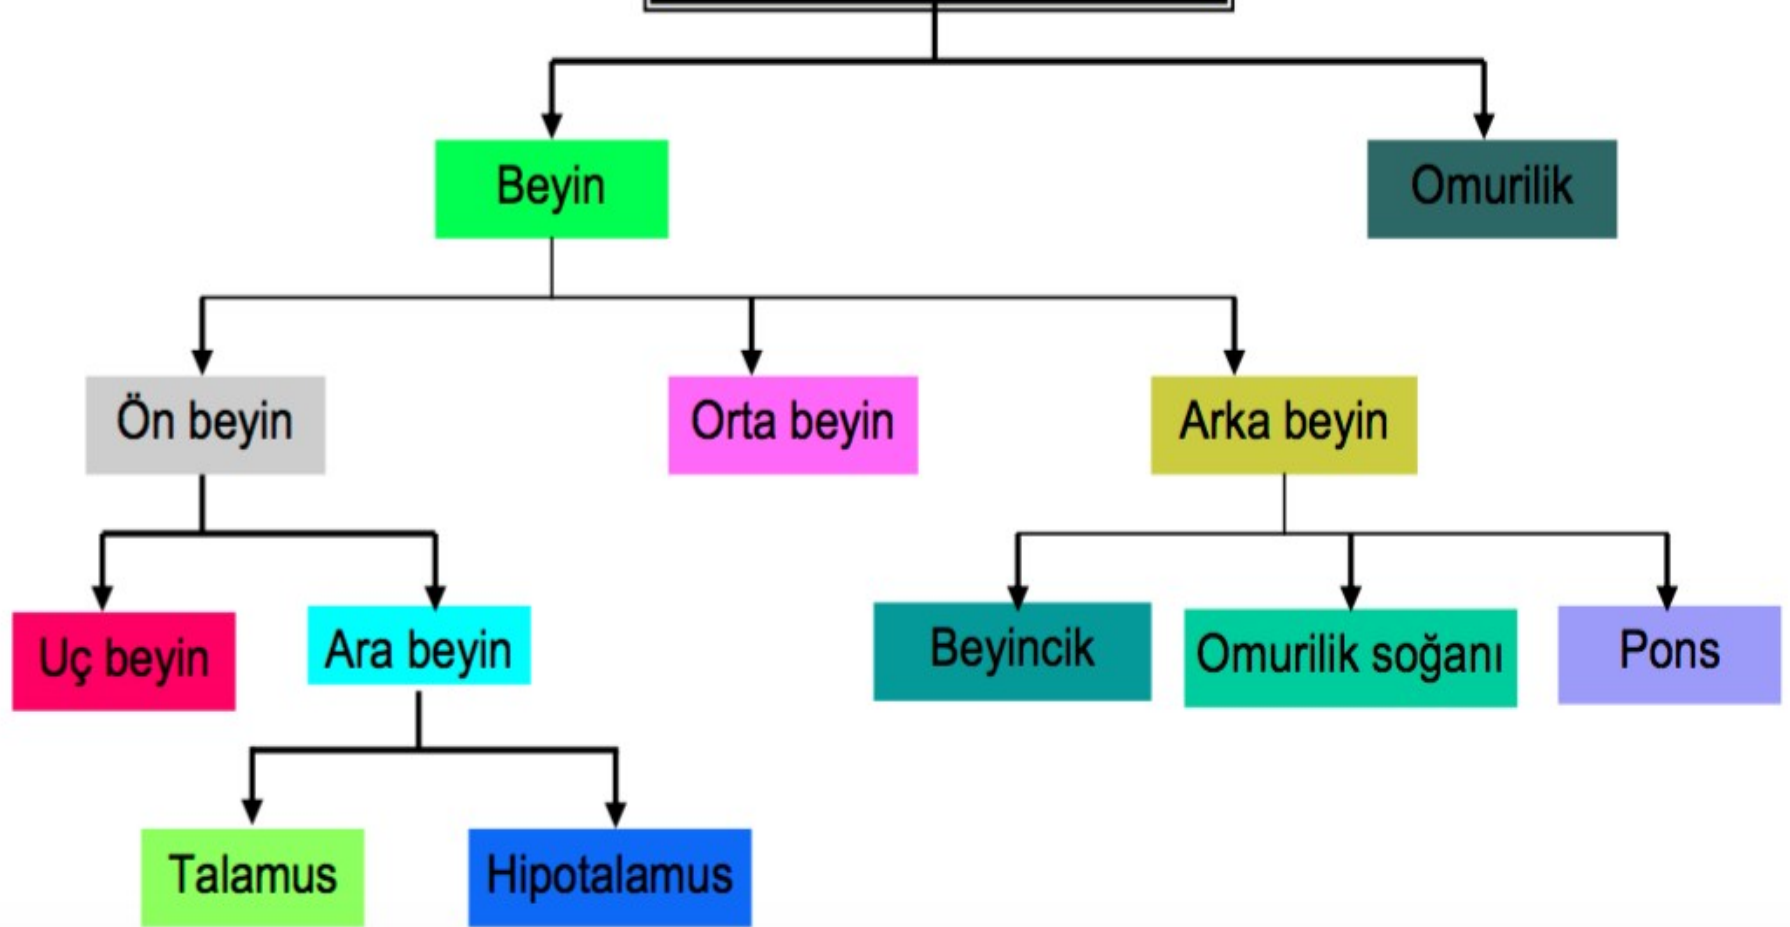 Beyin
Omurilik
Ön beyin
Orta beyin
Arka beyin
Uç beyin
Ara beyin
Beyincik
Omurilik soğanı
Pons
Talamus
Hipotalamus